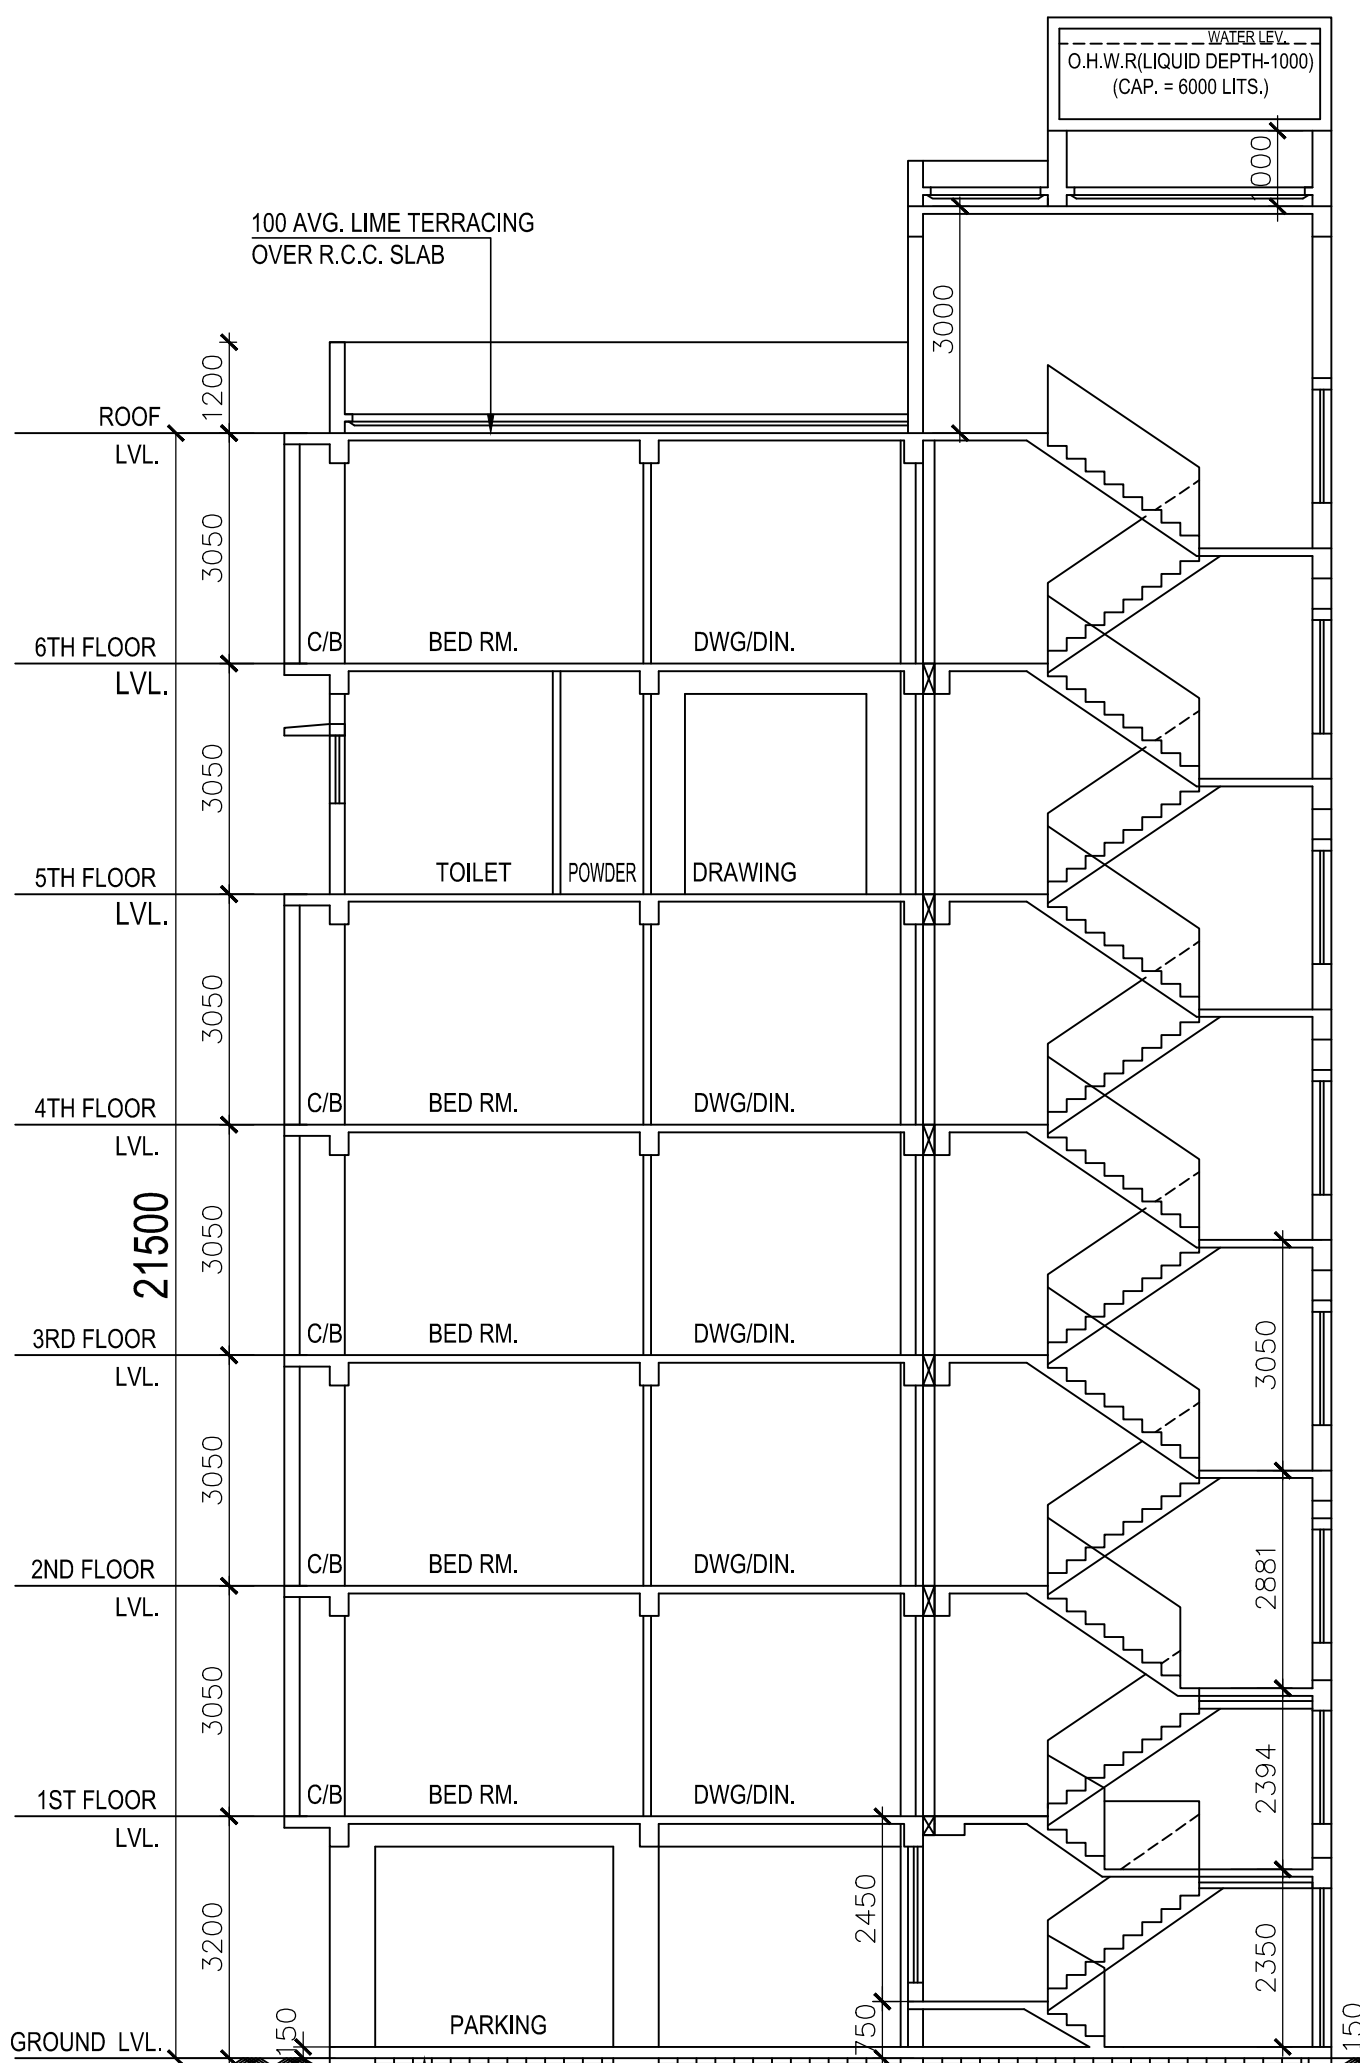 WATER LEV.
O.H.W.R(LIQUID DEPTH-1000)
(CAP. = 6000 LITS.)
100 AVG. LIME TERRACING
OVER R.C.C. SLAB
3000
1200
ROOF
LVL.
3050
6TH FLOOR
C/B
BED RM.
DWG/DIN.
LVL.
3050
5TH FLOOR
TOILET
POWDER
DRAWING
LVL.
3050
4TH FLOOR
C/B
BED RM.
DWG/DIN.
LVL.
21500
3050
3RD FLOOR
C/B
BED RM.
DWG/DIN.
3050
LVL.
3050
2ND FLOOR
C/B
BED RM.
DWG/DIN.
2881
LVL.
3050
1ST FLOOR
C/B
BED RM.
DWG/DIN.
2394
LVL.
3200
2450
2350
PARKING
GROUND LVL.
150
750
150